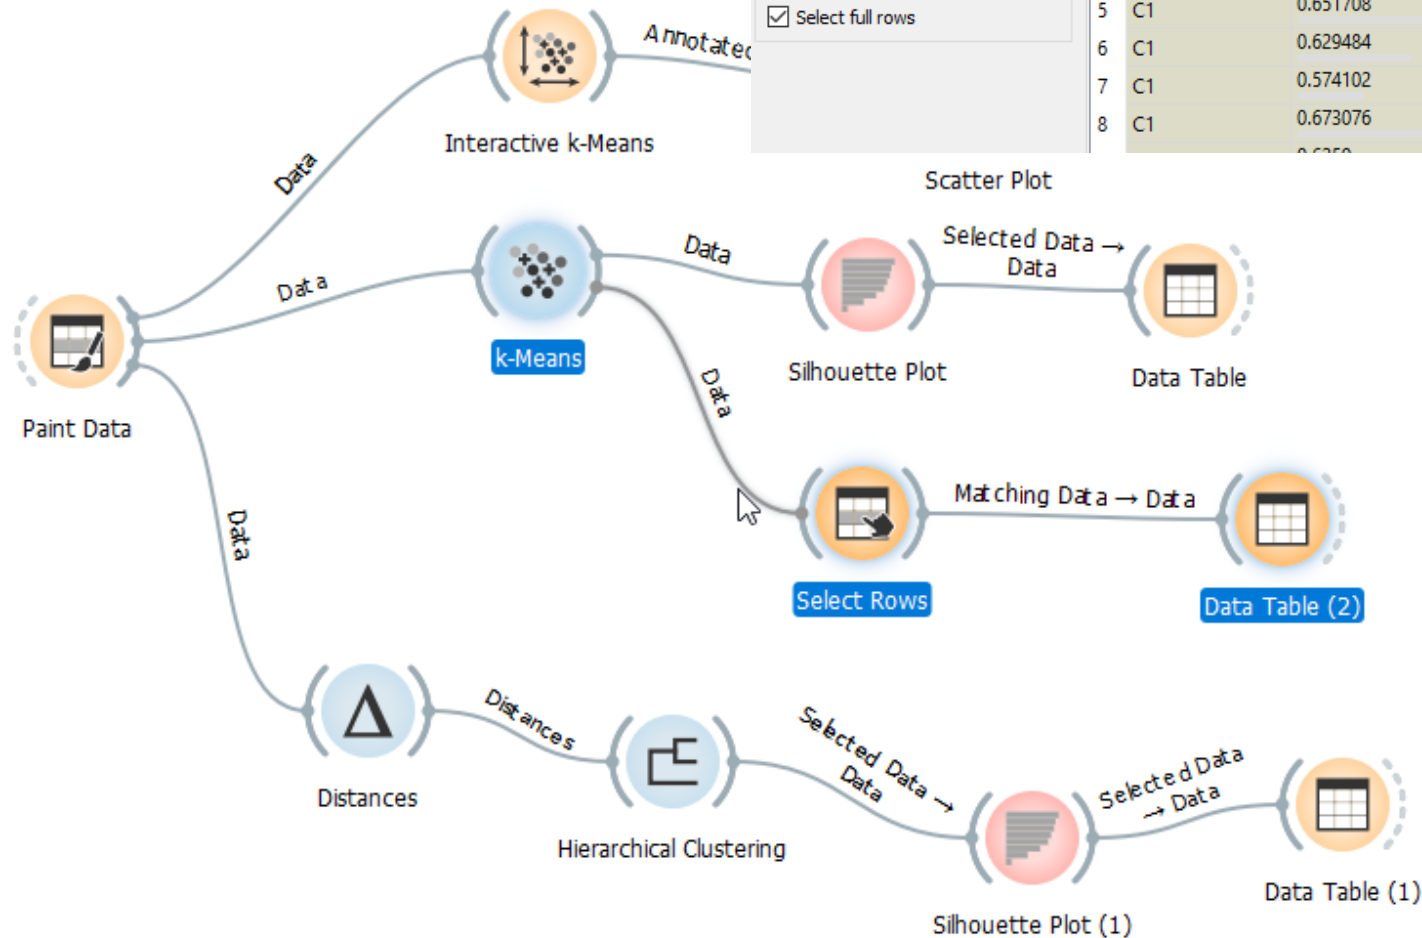 Select full rows
5 C1 0.651708
6 C1 0.629484
7 C1 0.574102
8 C1 0.673076
Annotated
Interactive k-Means
Data
Scatter Plot
Data
Selected Data →
Data
Data
k-Means
Silhouette Plot
Data Table
Paint Data
Data
Matching Data → Data
Select Rows
Data Table (2)
Data
Distances
Distances
Hierarchical Clustering
Selected Data →
Data
Selected Data
→ Data
Silhouette Plot (1)
Data Table (1)